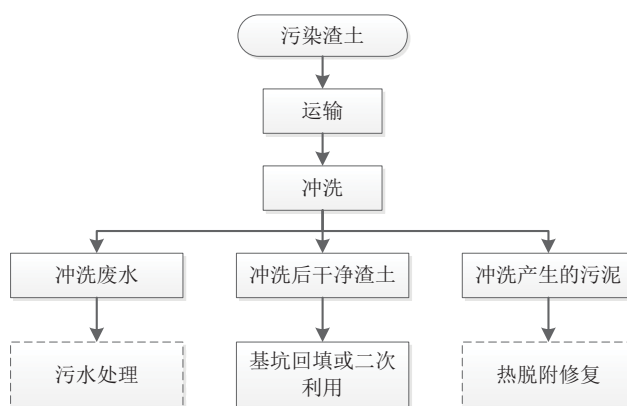 污染渣土
运输
冲洗
冲洗废水
冲洗后干净渣土
冲洗产生的污泥
污水处理
基坑回填或二次
利用
热脱附修复